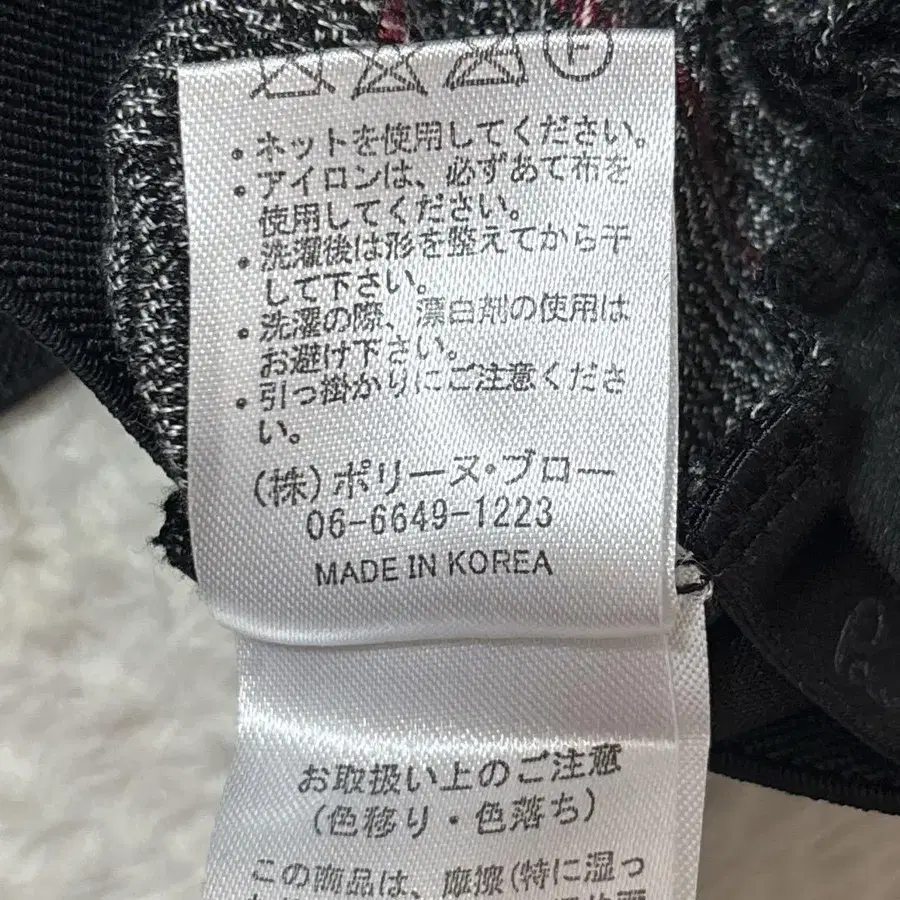 F
・ネットを使用してください。
・アイロンは、必ずあて布を
使用してください。
・洗濯後は形を整えてから干
して下さい。
・洗濯の際、漂白剤の使用は
お避け下さい。
・引っ掛かりにご注意くださ
い。
(株)ポリーヌ・ブロー
06-6649-1223
MADE IN KOREA
お取扱い上のご注意
(色移り・色落ち)
この商品は、摩擦(特に湿っ